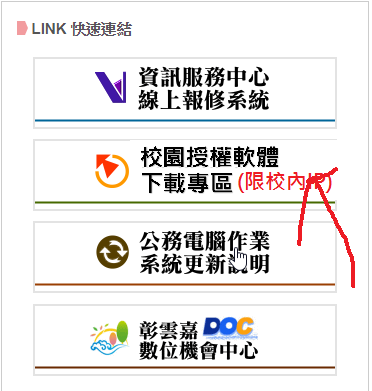 LINK 快速連結
資訊服務中心
線上報修系統
校園授權軟體
下載專區(限校內IP)
公務電腦作業
系統更新說明
彰雲嘉 DOC
數位機會中心